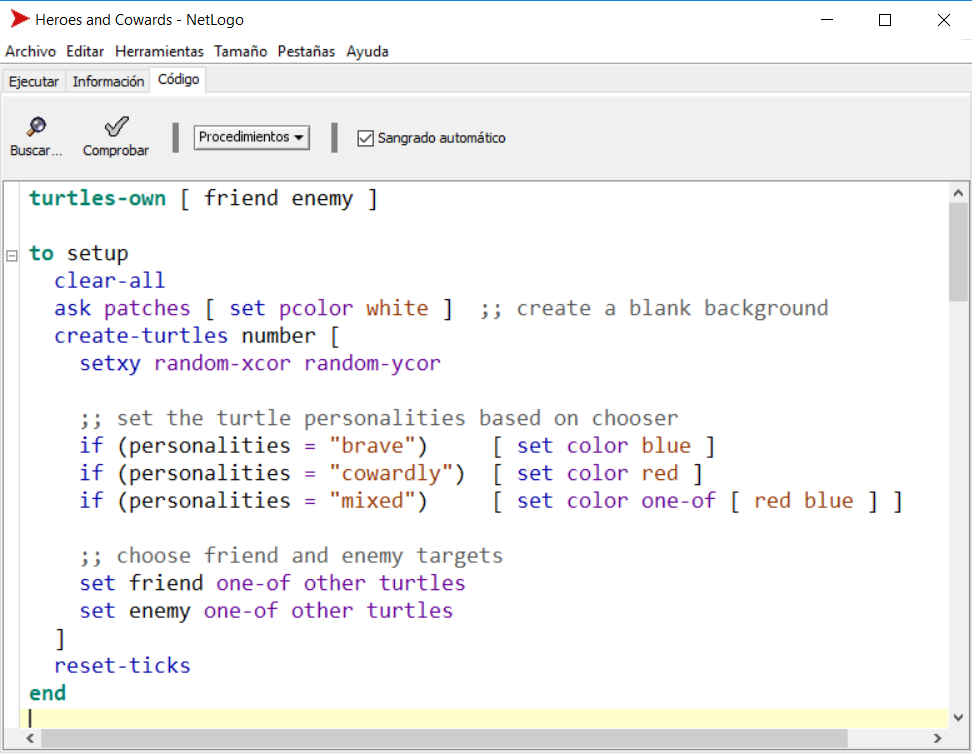 Heroes and Cowards - NetLogo
Archivo Editar Herramientas Tamaño Pestañas Ayuda
Ejecutar Información Código
Buscar... Comprobar Procedimientos Sangrado automático
turtles-own [ friend enemy ]
to setup
  clear-all
  ask patches [ set pcolor white ]  ;; create a blank background
  create-turtles number [
    setxy random-xcor random-ycor
    ;; set the turtle personalities based on chooser
    if (personalities = "brave")     [ set color blue ]
    if (personalities = "cowardly")  [ set color red ]
    if (personalities = "mixed")     [ set color one-of [ red blue ] ]
    ;; choose friend and enemy targets
    set friend one-of other turtles
    set enemy one-of other turtles
  ]
  reset-ticks
end